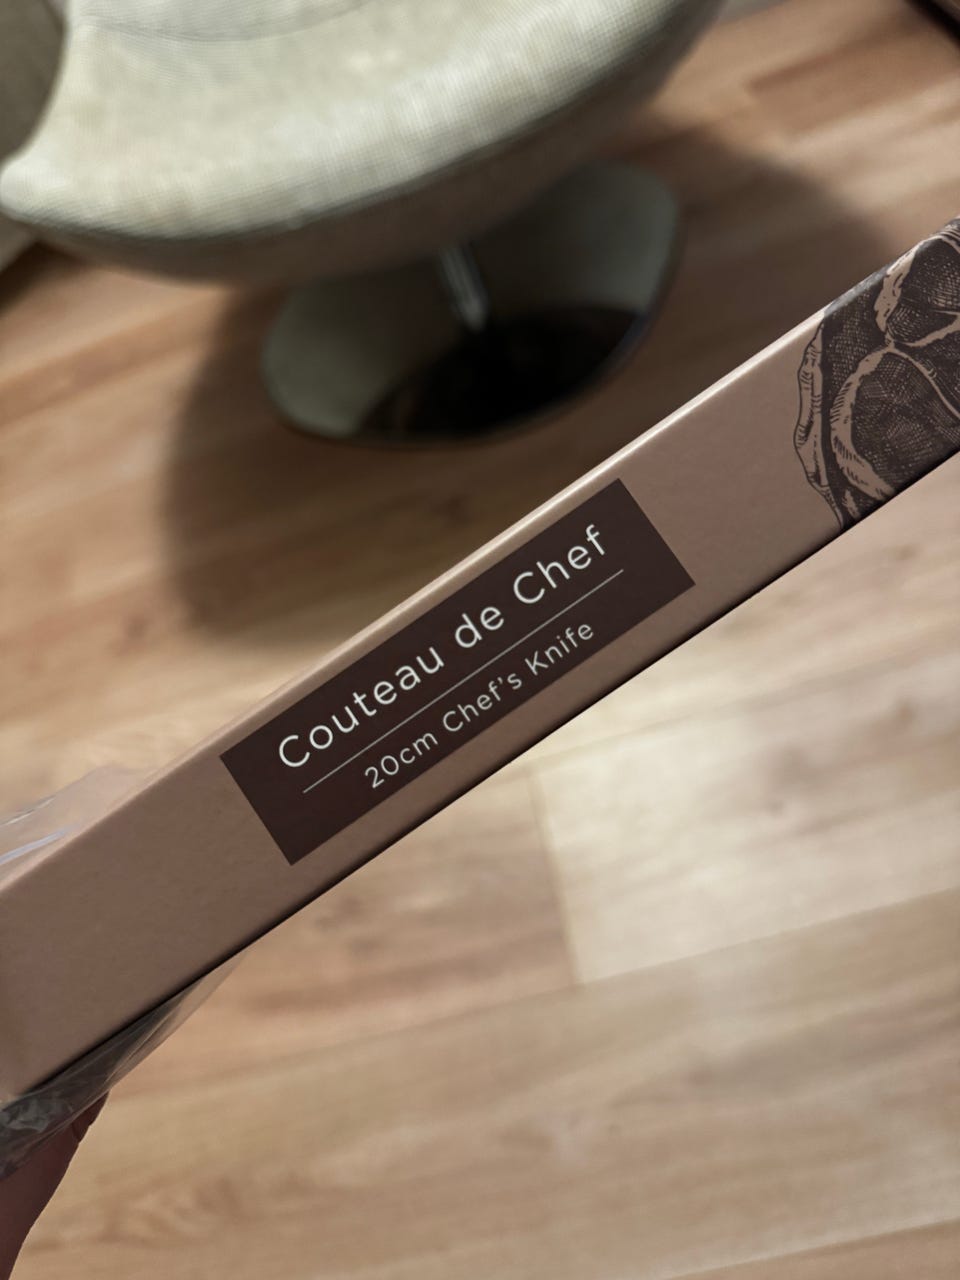 Couteau de Chef
20cm Chef's Knife